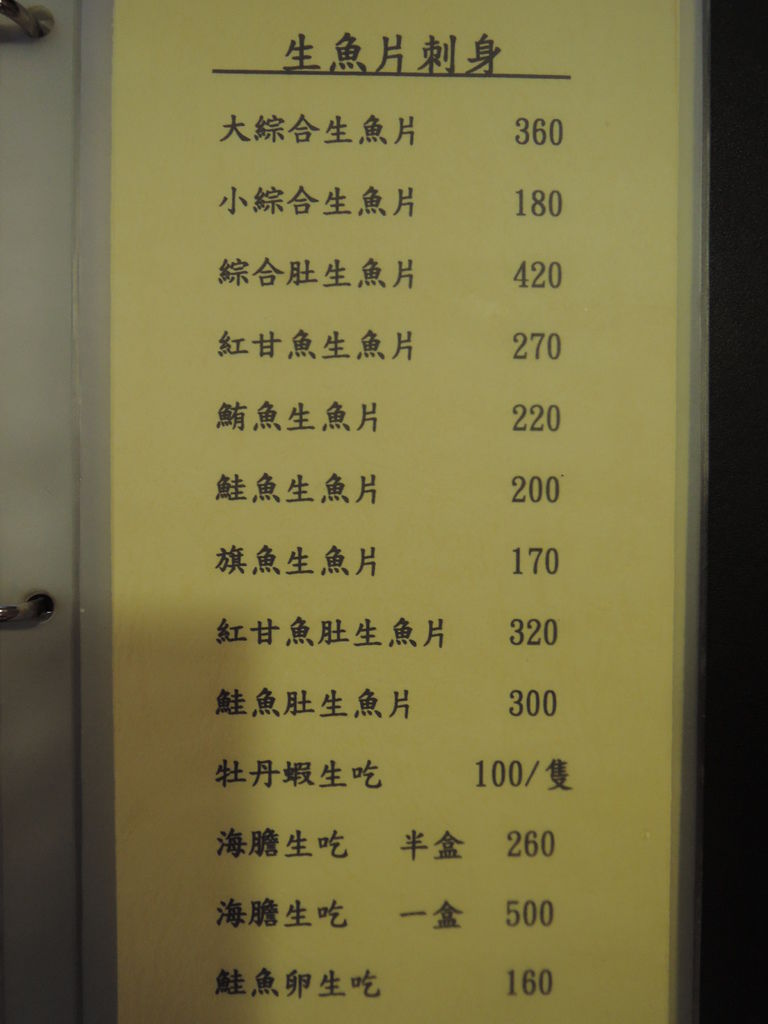 生魚片刺身
大綜合生魚片 360
小綜合生魚片 180
綜合肚生魚片 420
紅甘魚生魚片 270
鮪魚生魚片 220
鮭魚生魚片 200
旗魚生魚片 170
紅甘魚肚生魚片 320
鮭魚肚生魚片 300
牡丹蝦生吃 100/隻
海膽生吃 半盒 260
海膽生吃 一盒 500
鮭魚卵生吃 160